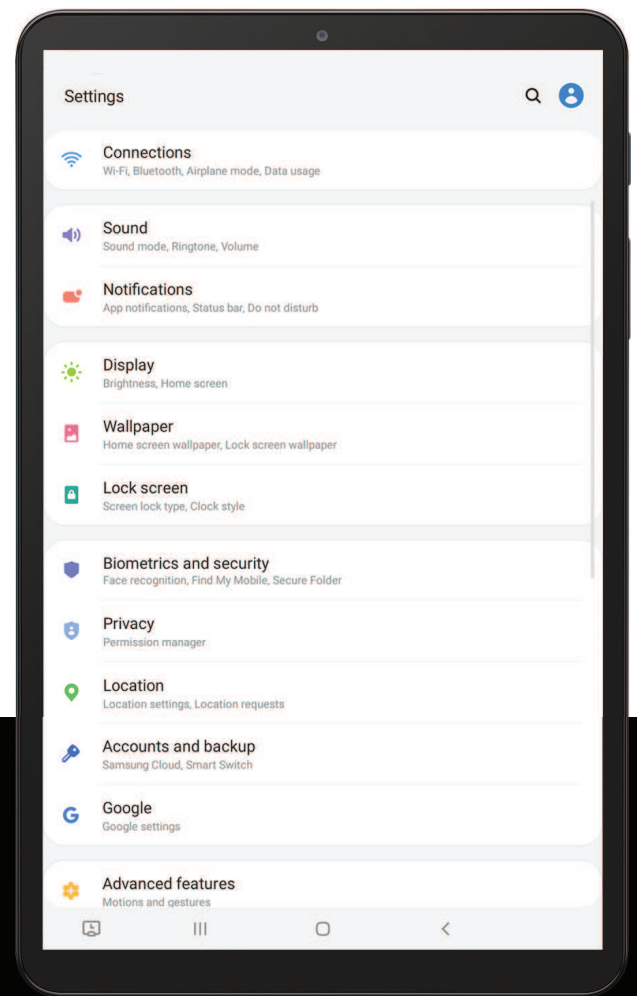 Settings
Connections
Wi-Fi, Bluetooth, Airplane mode, Data usage
Sound
Sound mode, Ringtone, Volume
Notifications
App notifications, Status bar, Do not disturb
Display
Brightness, Home screen
Wallpaper
Home screen wallpaper, Lock screen wallpaper
Lock screen
Screen lock type, Clock style
Biometrics and security
Face recognition, Find My Mobile, Secure Folder
Privacy
Permission manager
Location
Location settings, Location requests
Accounts and backup
Samsung Cloud, Smart Switch
Google
Google settings
Advanced features
Motions and gestures